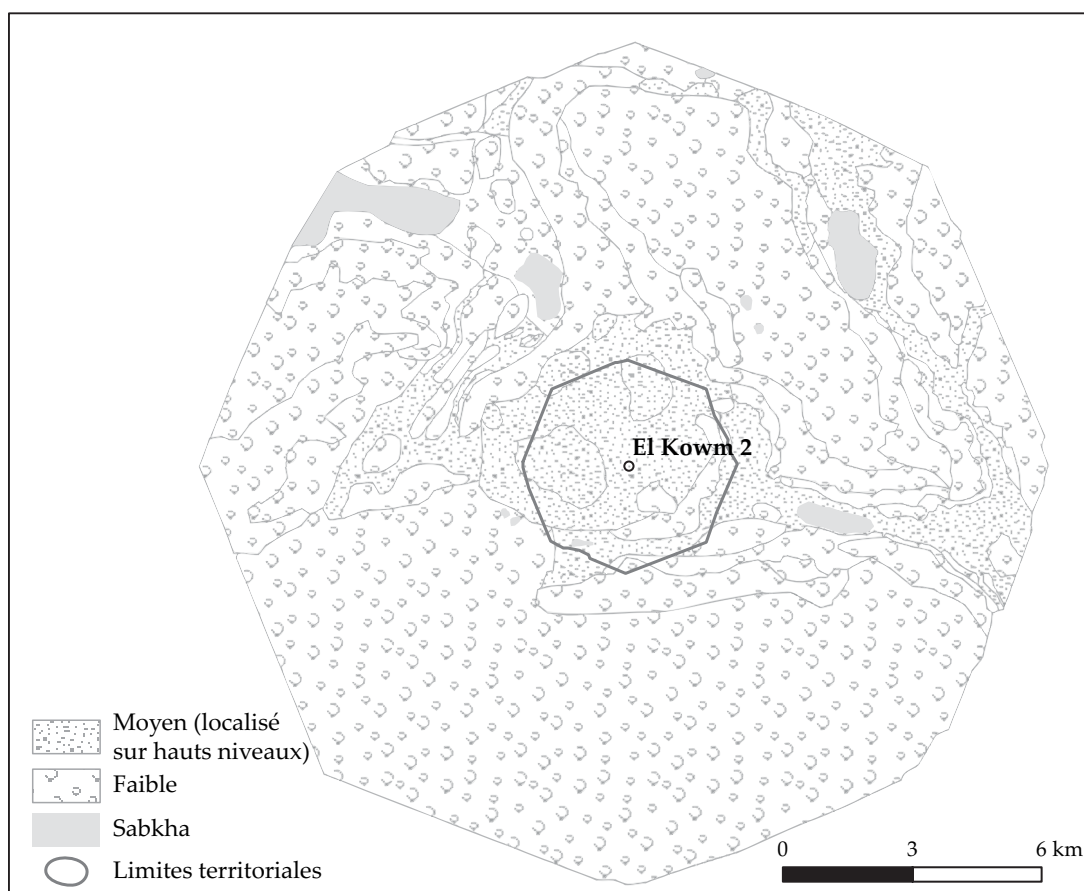 El Kowm 2
Moyen (localisé
sur hauts niveaux)
Faible
Sabkha
Limites territoriales
0 3 6 km